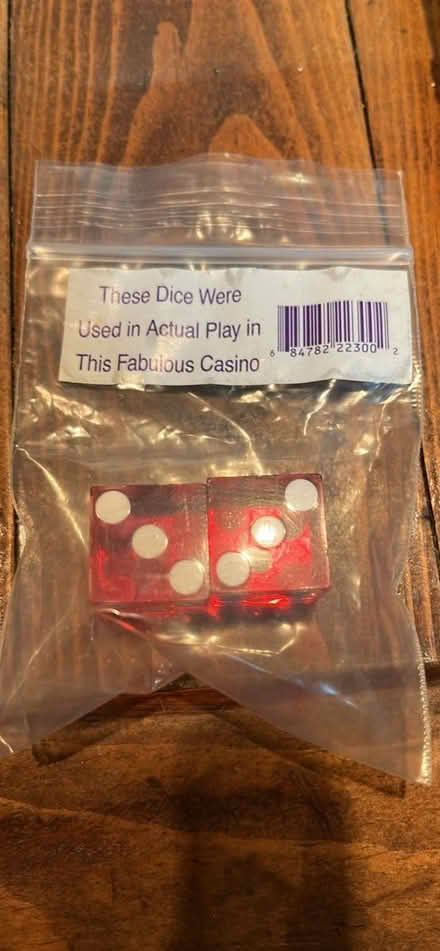 These Dice Were
Used in Actual Play in
This Fabulous Casino
6 84782 22300 2